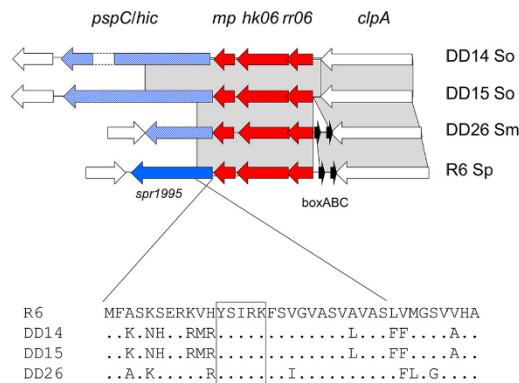 pspC/hic mp hk06 rr06 clpA
DD14 So
DD15 So
DD26 Sm
R6 Sp
spr1995 boxABC
R6 MFASKSERKVHYSIRKFSVGVASVAVASLVMGSVVHA
DD14 ..K.NH..RMR.............L...FF....A..
DD15 ..K.NH..RMR.............L...FF....A..
DD26 ..A.K.....R.......I..........FL.G....